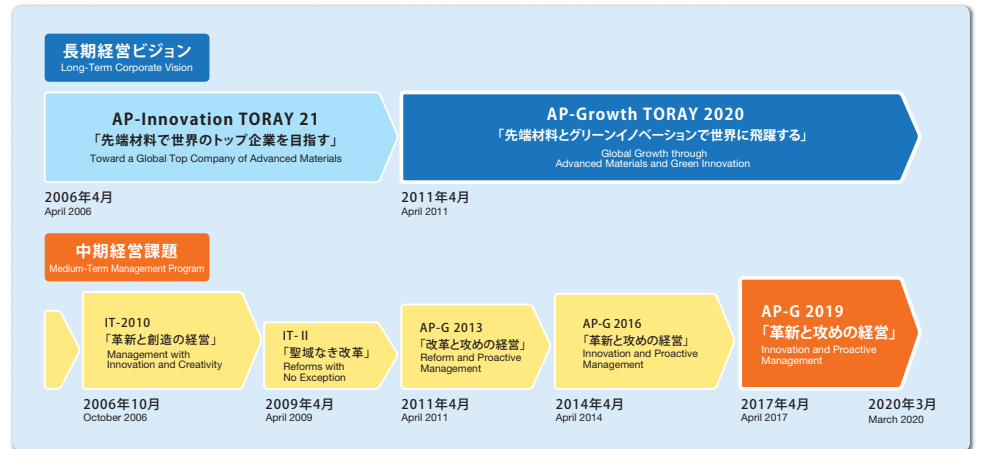 長期経営ビジョン
Long-Term Corporate Vision
AP-Innovation TORAY 21
「先端材料で世界のトップ企業を目指す」
Toward a Global Top Company of Advanced Materials
AP-Growth TORAY 2020
「先端材料とグリーンイノベーションで世界に飛躍する」
Global Growth through
Advanced Materials and Green Innovation
2006年4月
April 2006
2011年4月
April 2011
中期経営課題
Medium-Term Management Program
IT-2010
「革新と創造の経営」
Management with
Innovation and Creativity
IT-Ⅱ
「聖域なき改革」
Reforms with
No Exception
AP-G 2013
「改革と攻めの経営」
Reform and Proactive
Management
AP-G 2016
「革新と攻めの経営」
Innovation and Proactive
Management
AP-G 2019
「革新と攻めの経営」
Innovation and Proactive
Management
2006年10月
October 2006
2009年4月
April 2009
2011年4月
April 2011
2014年4月
April 2014
2017年4月
April 2017
2020年3月
March 2020